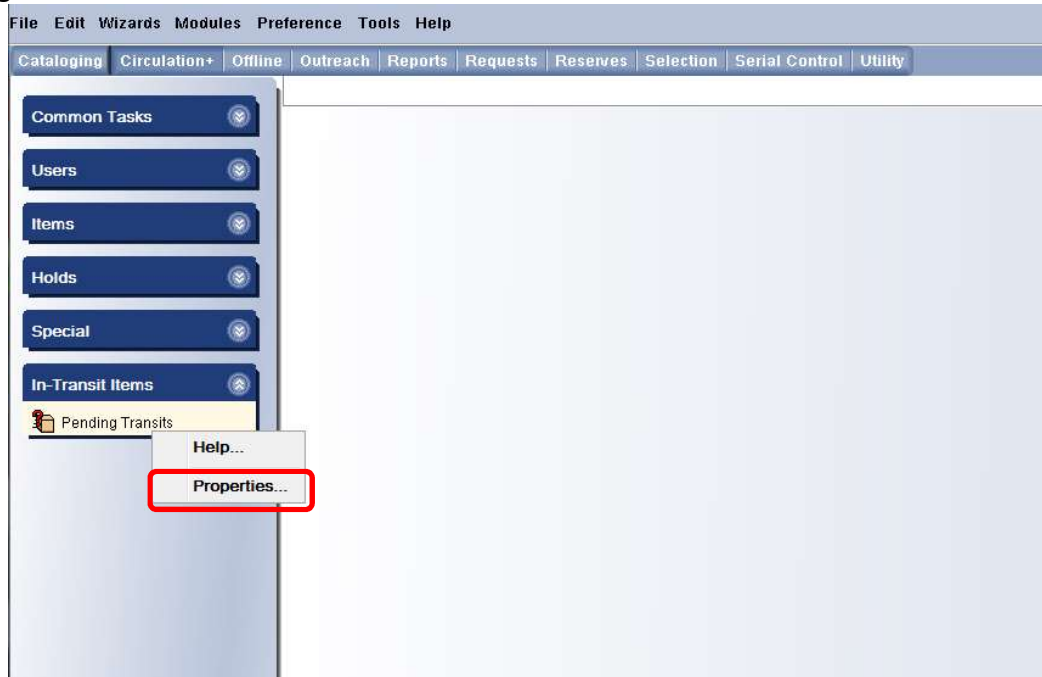 File Edit Wizards Modules Preference Tools Help
Cataloging Circulation+ Offline Outreach Reports Requests Reserves Selection Serial Control Utility
Common Tasks
Users
Items
Holds
Special
In-Transit Items
Pending Transits
Help...
Properties...